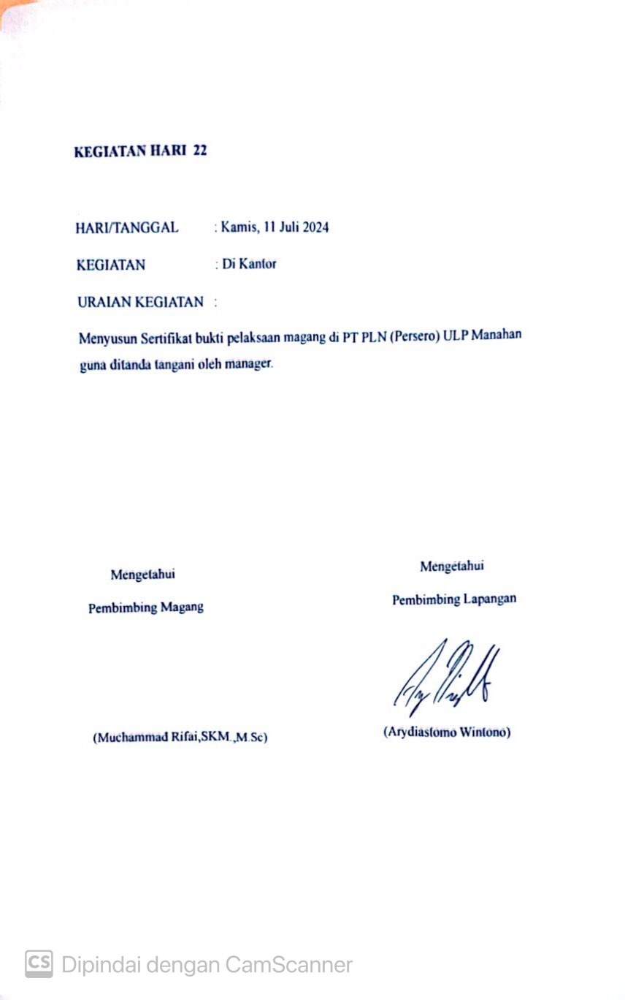 KEGIATAN HARI 22
HARI/TANGGAL : Kamis, 11 Juli 2024
KEGIATAN : Di Kantor
URAIAN KEGIATAN :
Menyusun Sertifikat bukti pelaksaan magang di PT PLN (Persero) ULP Manahan
guna ditanda tangani oleh manager.
Mengetahui
Pembimbing Magang
(Muchammad Rifai,SKM.,M.Sc)
Mengetahui
Pembimbing Lapangan
(Arydiastomo Wintono)
CS Dipindai dengan CamScanner